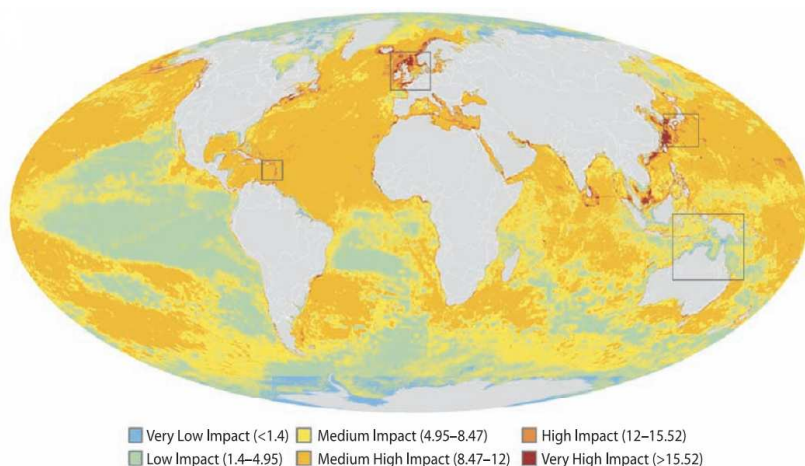 Very Low Impact (<1.4) Medium Impact (4.95–8.47) High Impact (12–15.52)
Low Impact (1.4–4.95) Medium High Impact (8.47–12) Very High Impact (>15.52)